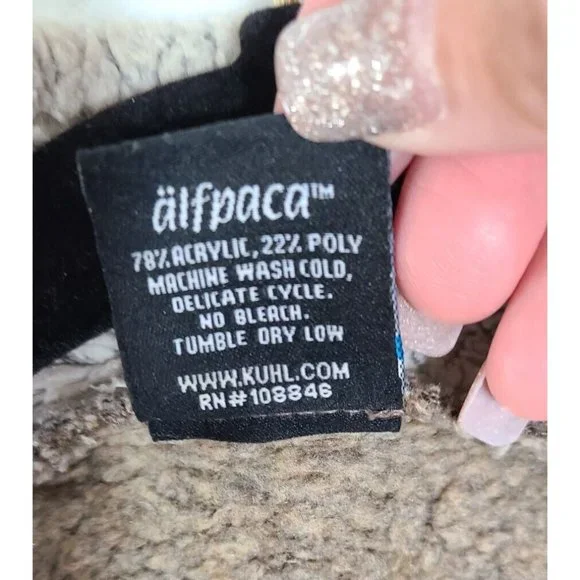 älfpaca™
78% ACRYLIC, 22% POLY
MACHINE WASH COLD,
DELICATE CYCLE.
NO BLEACH.
TUMBLE DRY LOW
WWW.KUHL.COM
RN#108846